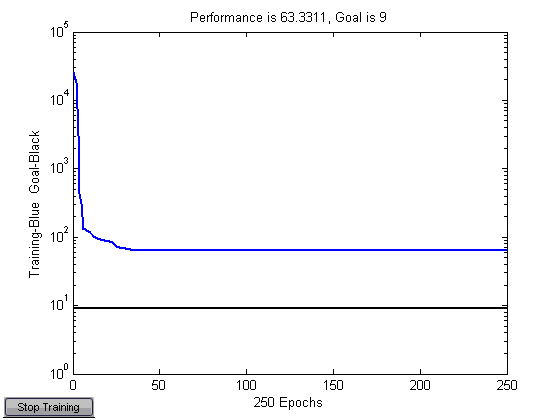 Performance is 63.3311, Goal is 9
10^5
10^4
10^3
10^2
10^1
10^0
Training-Blue Goal-Black
0 50 100 150 200 250
250 Epochs
Stop Training